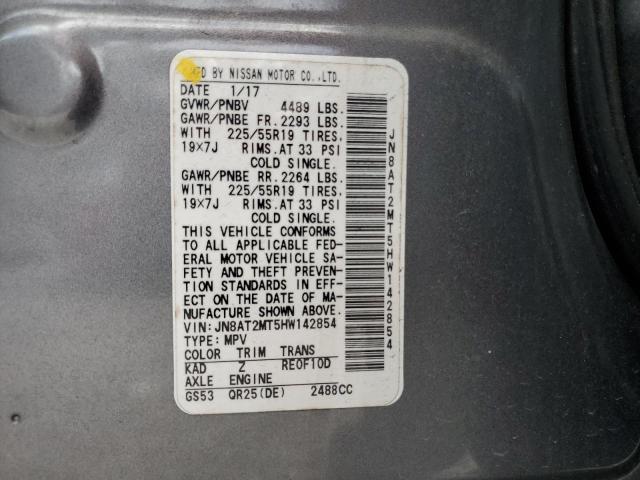 MFD BY NISSAN MOTOR CO.,LTD.
DATE 1/17
GVWR/PNBV 4489 LBS.
GAWR/PNBE FR. 2293 LBS.
WITH 225/55R19 TIRES.
19×7J RIMS.AT 33 PSI
COLD SINGLE.
GAWR/PNBE RR. 2264 LBS.
WITH 225/55R19 TIRES.
19×7J RIMS.AT 33 PSI
COLD SINGLE.
THIS VEHICLE CONFORMS
TO ALL APPLICABLE FED-
ERAL MOTOR VEHICLE SA-
FETY AND THEFT PREVEN-
TION STANDARDS IN EFF-
ECT ON THE DATE OF MA-
NUFACTURE SHOWN ABOVE.
VIN: JN8AT2MT5HW142854
TYPE: MPV
COLOR TRIM TRANS
KAD Z RE0F10D
AXLE ENGINE
GS53 QR25(DE) 2488CC
JN8AT2MT5HW142854